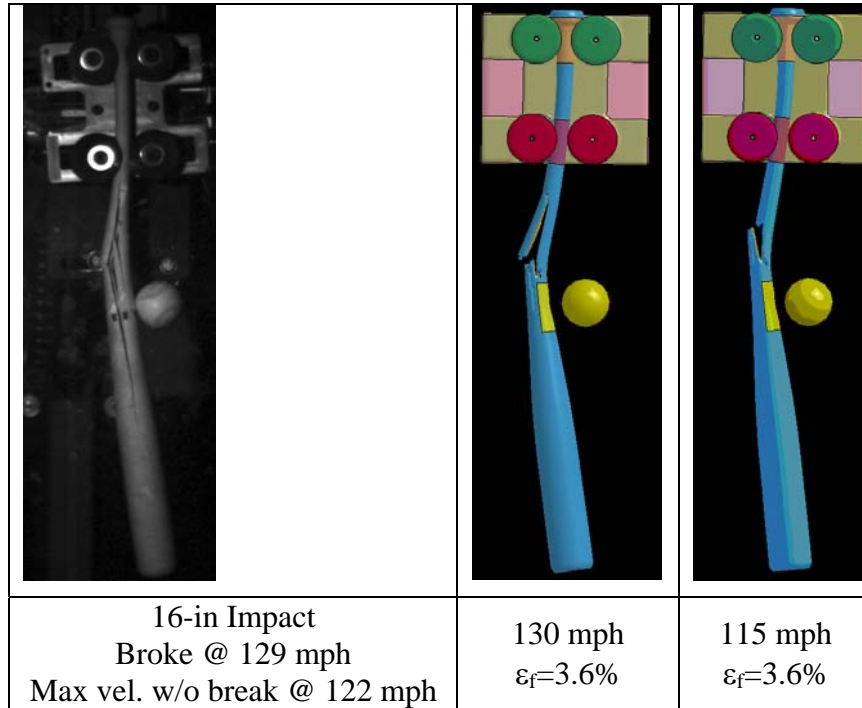 16-in Impact
Broke @ 129 mph
Max vel. w/o break @ 122 mph
130 mph
εf=3.6%
115 mph
εf=3.6%